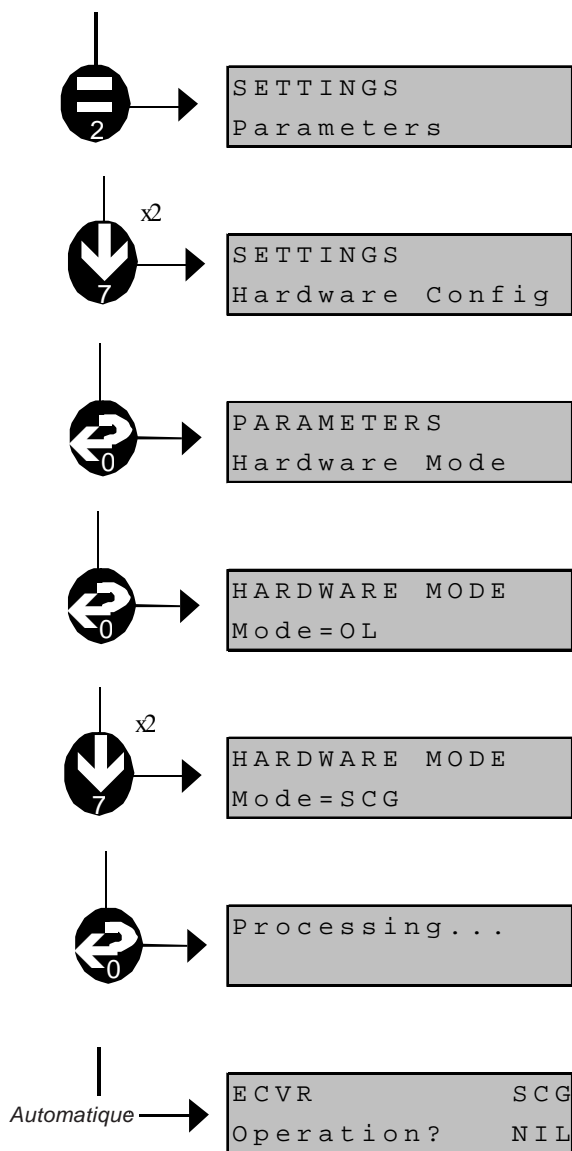 SETTINGS
2
Parameters
x2
SETTINGS
7
Hardware Config
PARAMETERS
0
Hardware Mode
HARDWARE MODE
0
Mode=OL
x2
HARDWARE MODE
7
Mode=SCG
Processing...
0
ECVR SCG
Automatique
Operation? NIL